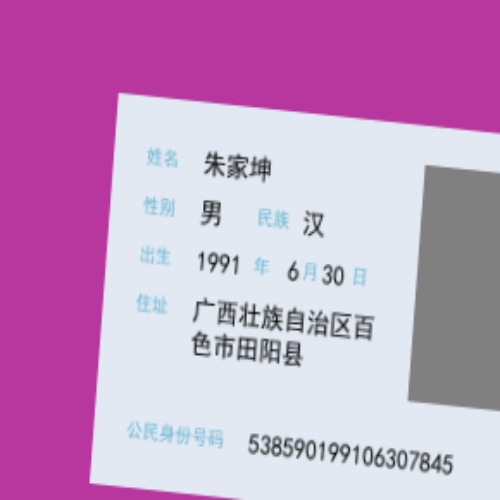 姓名 朱家坤
性别 男 民族 汉
出生 1991 年 6 月 30 日
住址 广西壮族自治区百
色市田阳县
公民身份号码 538590199106307845